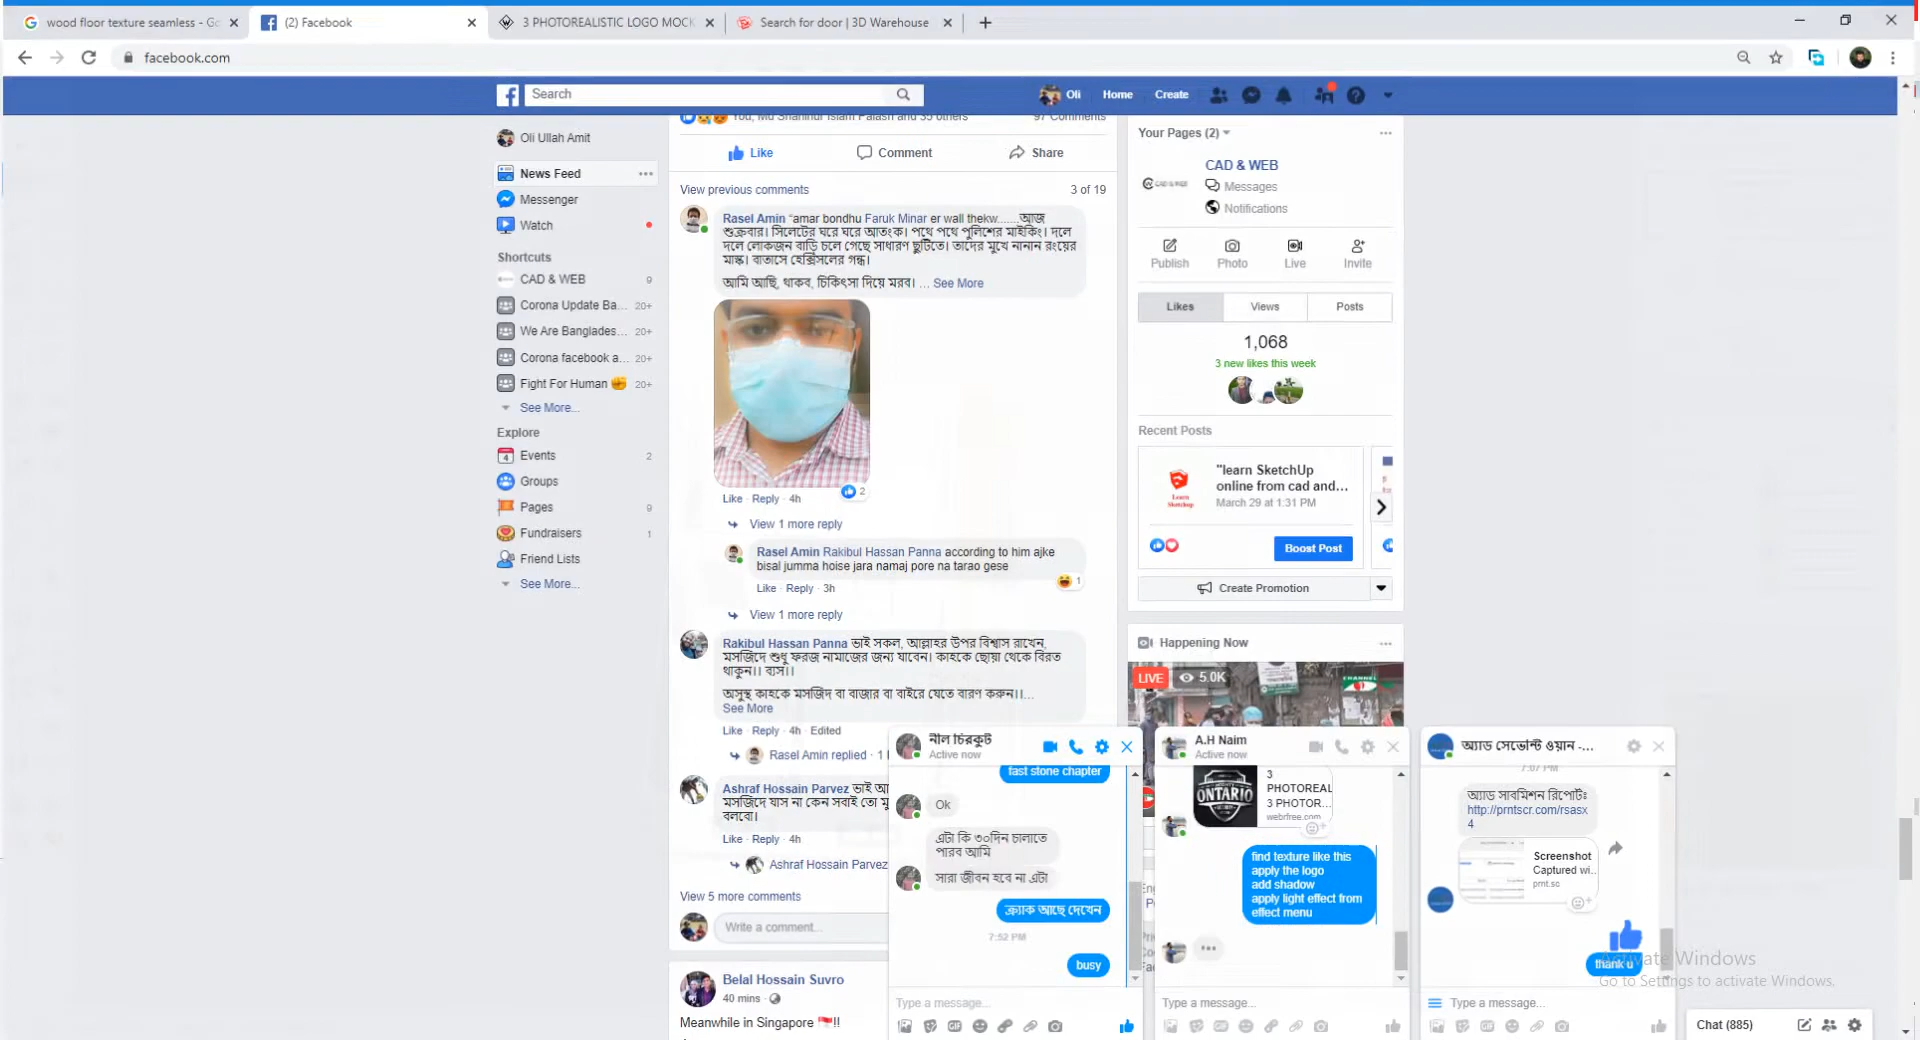 wood floor texture seamless - Go
(2) Facebook
3 PHOTOREALISTIC LOGO MOCK
Search for door | 3D Warehouse
facebook.com
Search
Oli
Home
Create
Oli Ullah Amit
News Feed
Messenger
Watch
Shortcuts
CAD & WEB 9
Corona Update Ba... 20+
We Are Banglades... 20+
Corona facebook a... 20+
Fight For Human ✊ 20+
See More...
Explore
Events 2
Groups
Pages 9
Fundraisers 1
Friend Lists
See More...
You, Md Shahinur Islam Palash and 35 others 97 Comments
Like Comment Share
View previous comments 3 of 19
Rasel Amin “amar bondhu Faruk Minar er wall thekw.......আজ
শুক্রবার। সিলেটের ঘরে ঘরে আতংক। পথে পথে পুলিশের মাইকিং। দলে
দলে লোকজন বাড়ি চলে গেছে সাধারণ ছুটিতে। তাদের মুখে নানান রংয়ের
মাস্ক। বাতাসে হেক্সিসলের গন্ধ।
আমি আছি, থাকব, চিকিৎসা দিয়ে মরব। ... See More
Like · Reply · 4h
2
View 1 more reply
Rasel Amin Rakibul Hassan Panna according to him ajke
bisal jumma hoise jara namaj pore na tarao gese
1
Like · Reply · 3h
View 1 more reply
Rakibul Hassan Panna ভাই সকল, আল্লাহর উপর বিশ্বাস রাখেন,
মসজিদে শুধু ফরজ নামাজের জন্য যাবেন। কাহকে ছোয়া থেকে বিরত
থাকুন।। ব্যস।।
অসুস্থ কাহকে মসজিদ বা বাজার বা বাইরে যেতে বারণ করুন।।...
See More
Like · Reply · 4h · Edited
Rasel Amin replied · 1
Ashraf Hossain Parvez ভাই
মসজিদে যাস না কেন সবাই তো
বলবো।
Like · Reply · 4h
Ashraf Hossain Parvez
View 5 more comments
Write a comment...
Belal Hossain Suvro
40 mins ·
Meanwhile in Singapore 🇸🇬!!
Your Pages (2)
CAD & WEB
Messages
Notifications
Publish Photo Live Invite
Likes Views Posts
1,068
3 new likes this week
Recent Posts
Learn
Sketchup
"learn SketchUp
online from cad and...
March 29 at 1:31 PM
Boost Post
Create Promotion
Happening Now
LIVE 5.0K
নীল চিরকুট
Active now
fast stone chapter
Ok
এটা কি ৩০দিন চালাতে
পারব আমি
সারা জীবন হবে না এটা
ক্র্যাক আছে দেখেন
7:52 PM
busy
Type a message...
A.H Naim
Active now
ONTARIO
3
PHOTOREAL
3 PHOTOR...
webrfree.com
find texture like this
apply the logo
add shadow
apply light effect from
effect menu
Type a message...
অ্যাড সেভেন্টি ওয়ান -...
7:07 PM
অ্যাড সাবমিশন রিপোর্টঃ
http://prntscr.com/rsasx
4
Screenshot
Captured wi...
prnt.sc
thank u
Type a message...
Activate Windows
Go to Settings to activate Windows.
Chat (885)